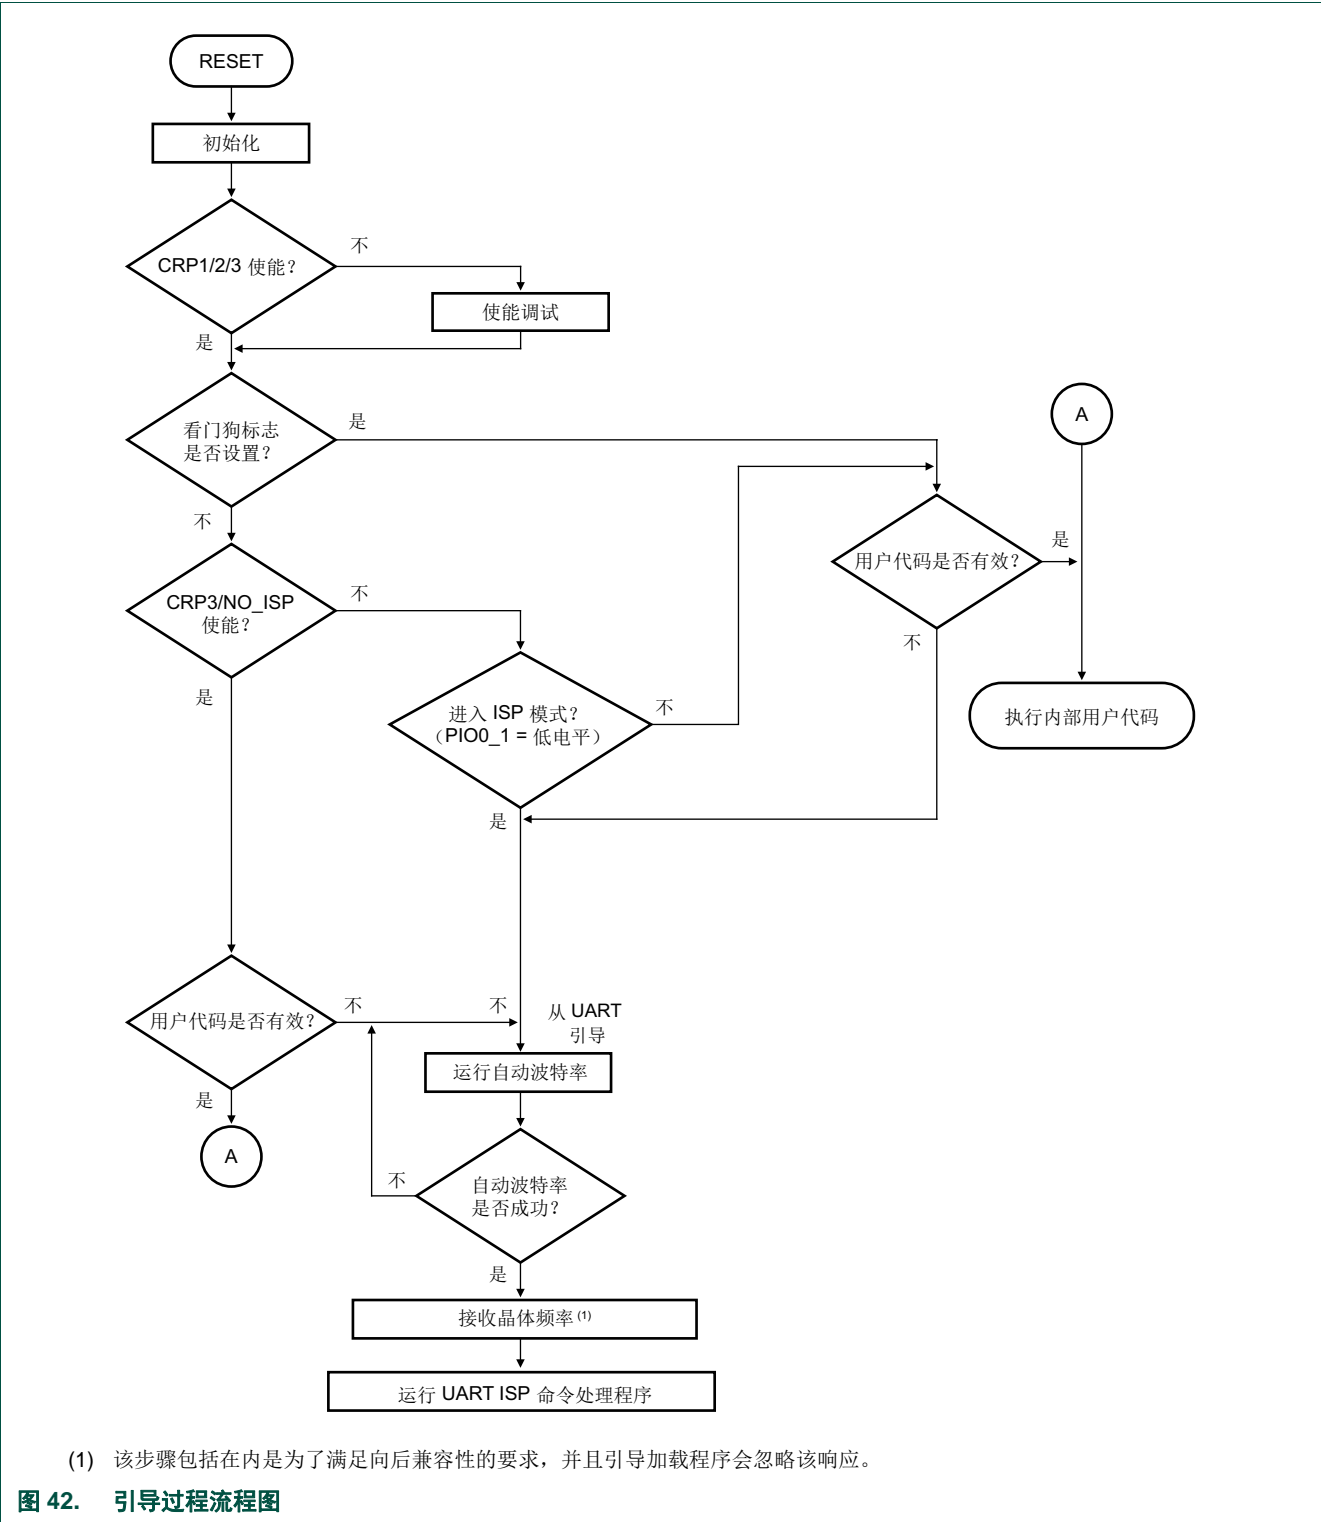 RESET
初始化
不
CRP1/2/3 使能？
使能调试
是
看门狗标志
是否设置？
是
A
不
用户代码是否有效？
是
CRP3/NO_ISP
使能？
不
不
是
进入 ISP 模式？
（PIO0_1 = 低电平）
不
执行内部用户代码
是
用户代码是否有效？
不
不
从 UART
引导
运行自动波特率
是
A
不
自动波特率
是否成功？
是
接收晶体频率 (1)
运行 UART ISP 命令处理程序
(1) 该步骤包括在内是为了满足向后兼容性的要求，并且引导加载程序会忽略该响应。
图 42. 引导过程流程图